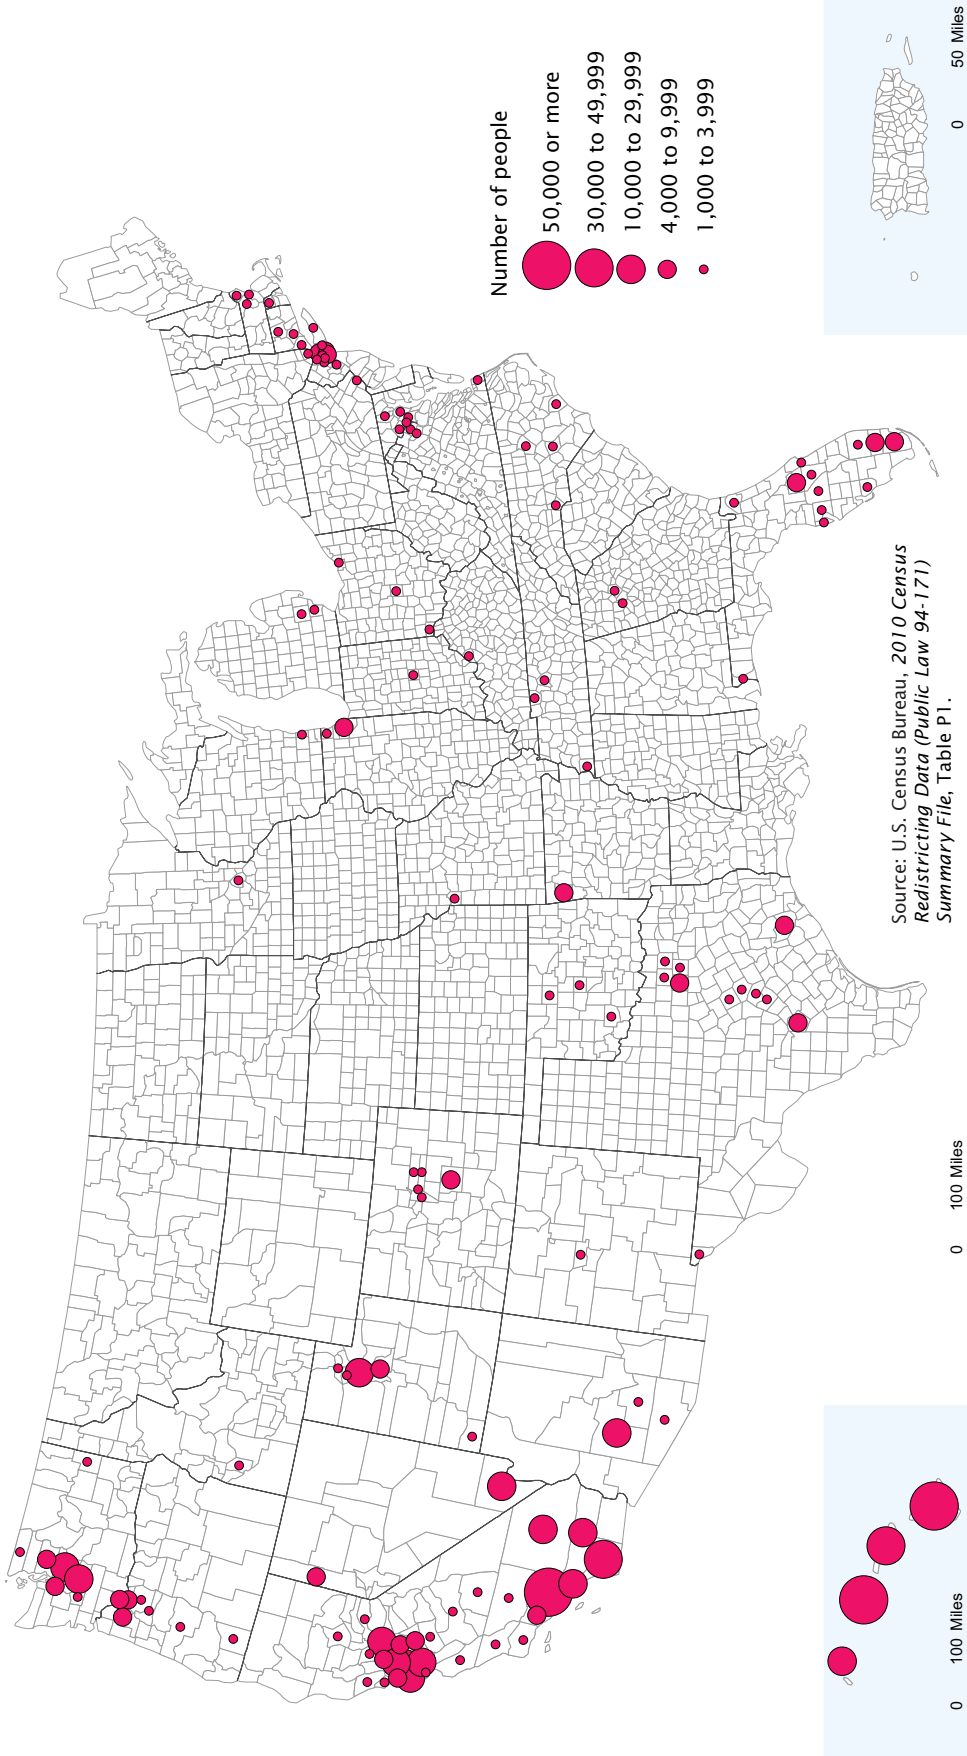 Number of people
50,000 or more
30,000 to 49,999
10,000 to 29,999
4,000 to 9,999
1,000 to 3,999
Source: U.S. Census Bureau, 2010 Census
Redistricting Data (Public Law 94-171)
Summary File, Table P1.
0 100 Miles
0 100 Miles
0 50 Miles